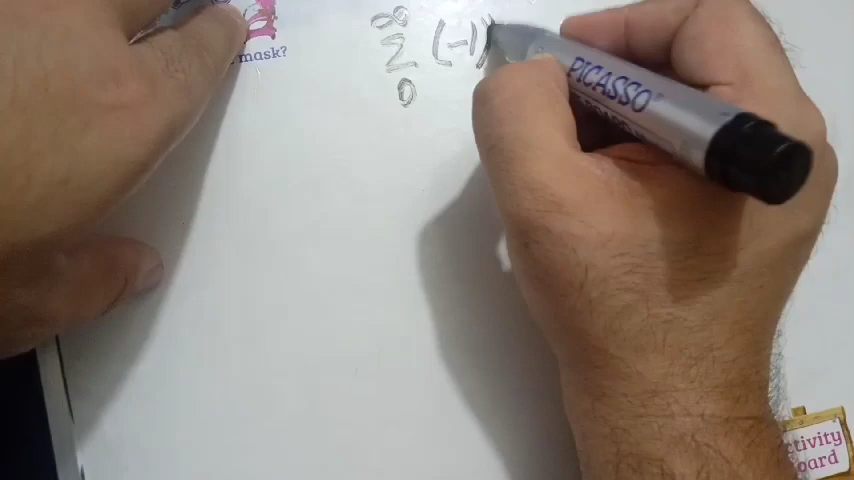 mask?
∞
Σ (-1)
0
PICASSO
ctivity
oard